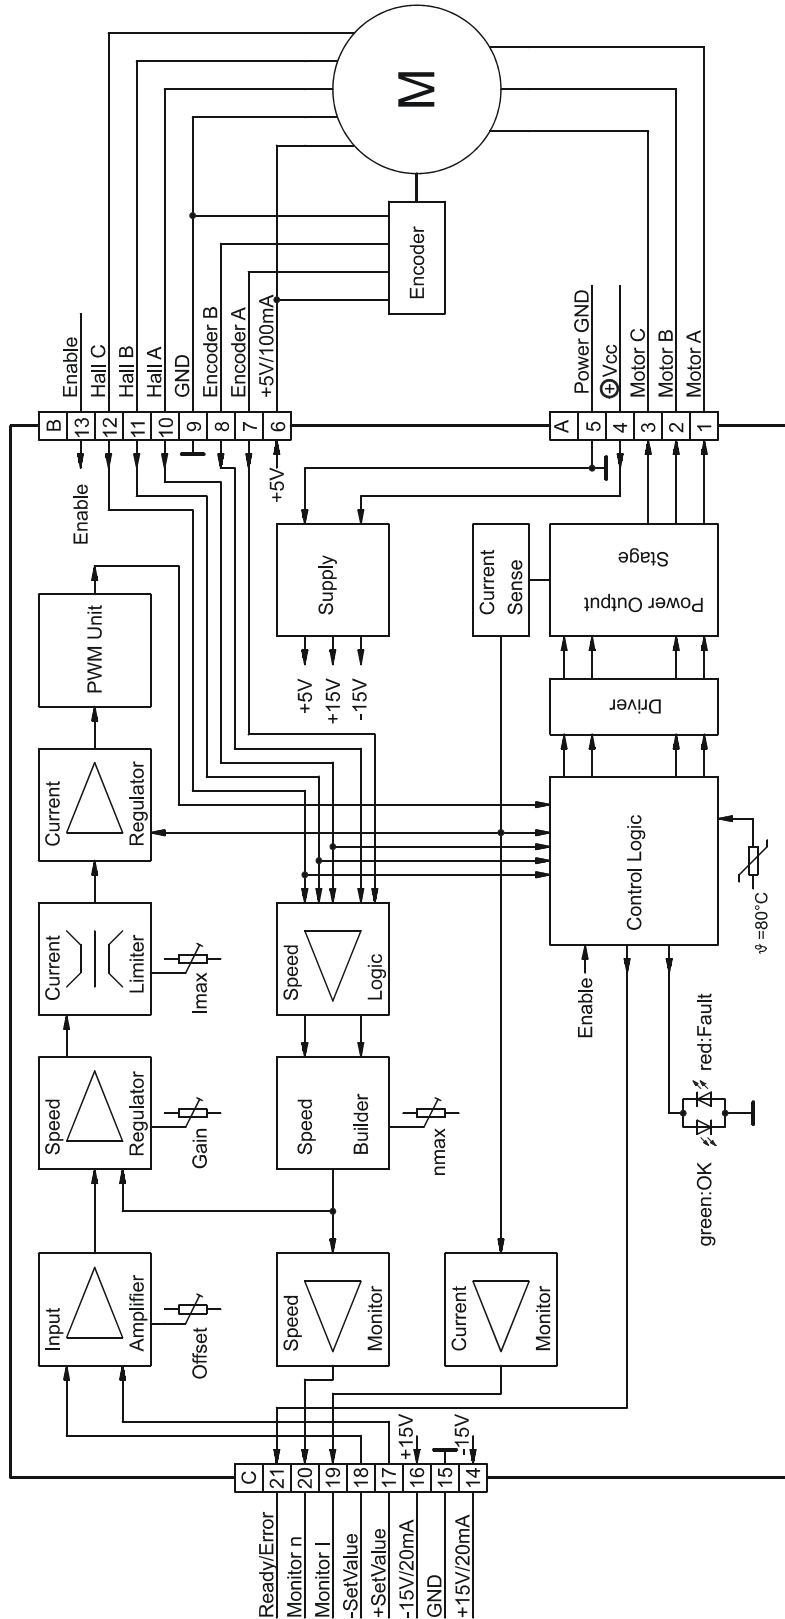 M
Encoder
Enable
Hall C
Hall B
Hall A
GND
Encoder B
Encoder A
+5V/100mA
Power GND
+Vcc
Motor C
Motor B
Motor A
B
13
12
11
10
9
8
7
6
A
5
4
3
2
1
Enable
+5V
PWM Unit
Supply
+5V
+15V
-15V
Current
Sense
Power Output
Stage
Driver
Current
Regulator
Control Logic
ϑ =80°C
Current
Limiter
Imax
Speed
Logic
Enable
Speed
Regulator
Gain
Speed
Builder
nmax
red:Fault
green:OK
Input
Amplifier
Offset
Speed
Monitor
Current
Monitor
+15V
-15V
C
21
20
19
18
17
16
15
14
Ready/Error
Monitor n
Monitor I
-SetValue
+SetValue
-15V/20mA
GND
+15V/20mA